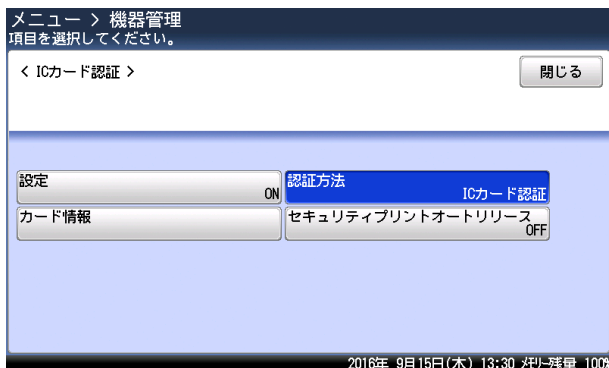 メニュー > 機器管理
項目を選択してください。
< ICカード認証 >
閉じる
設定
ON
認証方法
ICカード認証
カード情報
セキュリティプリントオートリリース
OFF
2016年 9月15日(木) 13:30 メモリー残量 100%